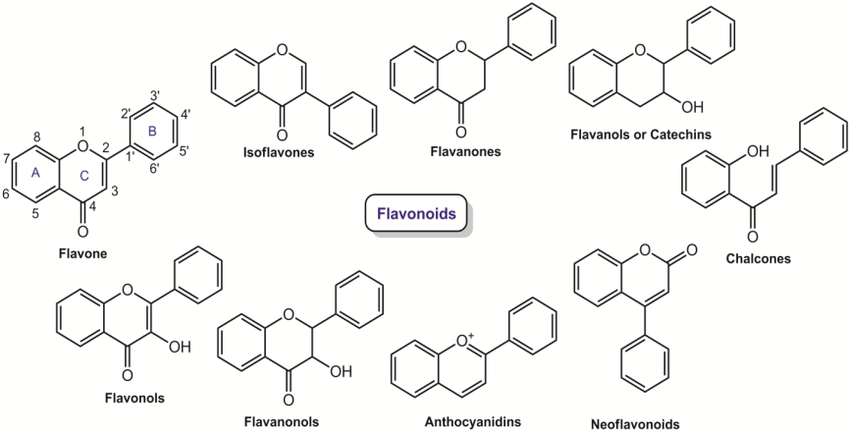 O
O
Isoflavones
O
O
Flavanones
O
OH
Flavanols or Catechins
3'
2'
4'
B
8
1
O
7
2
1'
5'
A
C
6'
6
3
5
4
O
Flavone
OH
O
Chalcones
Flavonoids
O
O
Neoflavonoids
O
OH
O
Flavonols
O
OH
O
Flavanonols
O+
Anthocyanidins